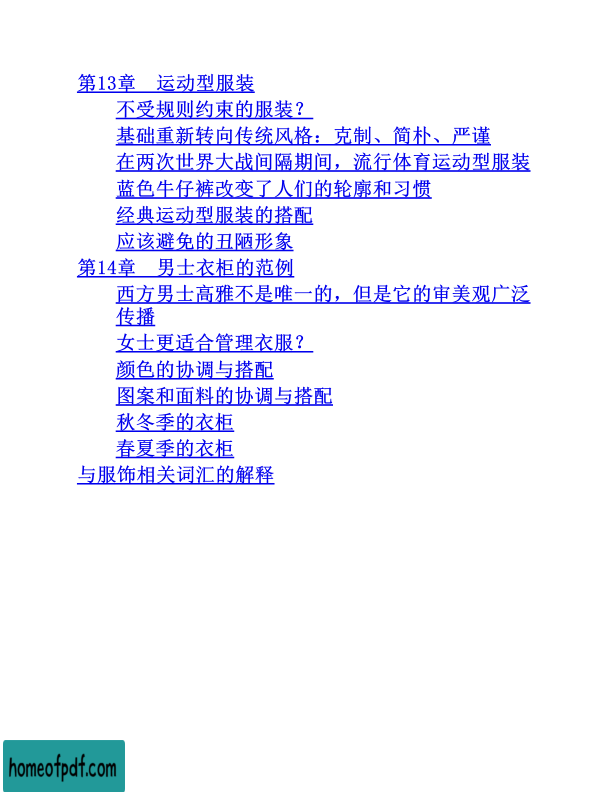 第13章　运动型服装
不受规则约束的服装？
基础重新转向传统风格：克制、简朴、严谨
在两次世界大战间隔期间，流行体育运动型服装
蓝色牛仔裤改变了人们的轮廓和习惯
经典运动型服装的搭配
应该避免的丑陋形象
第14章　男士衣柜的范例
西方男士高雅不是唯一的，但是它的审美观广泛
传播
女士更适合管理衣服？
颜色的协调与搭配
图案和面料的协调与搭配
秋冬季的衣柜
春夏季的衣柜
与服饰相关词汇的解释
homeofpdf.com